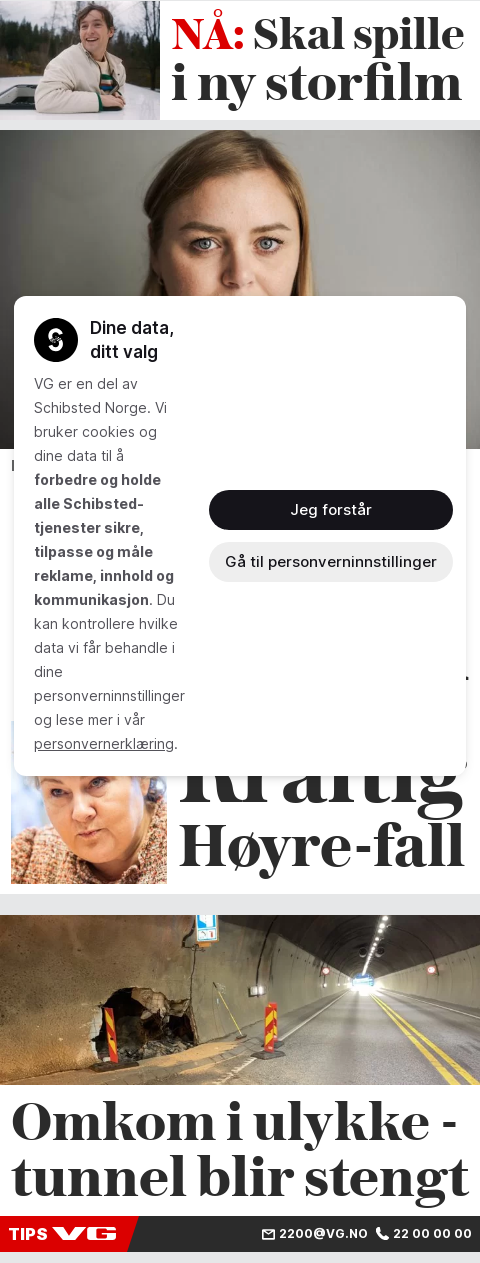 NÅ: Skal spille
i ny storfilm
Dine data,
ditt valg
VG er en del av
Schibsted Norge. Vi
bruker cookies og
dine data til å
forbedre og holde
alle Schibsted-
tjenester sikre,
tilpasse og måle
reklame, innhold og
kommunikasjon. Du
kan kontrollere hvilke
data vi får behandle i
dine
personverninnstillinger
og lese mer i vår
personvernerklæring.
Jeg forstår
Gå til personverninnstillinger
Kraftig
Høyre-fall
Omkom i ulykke -
tunnel blir stengt
TIPS VG 2200@VG.NO 22 00 00 00